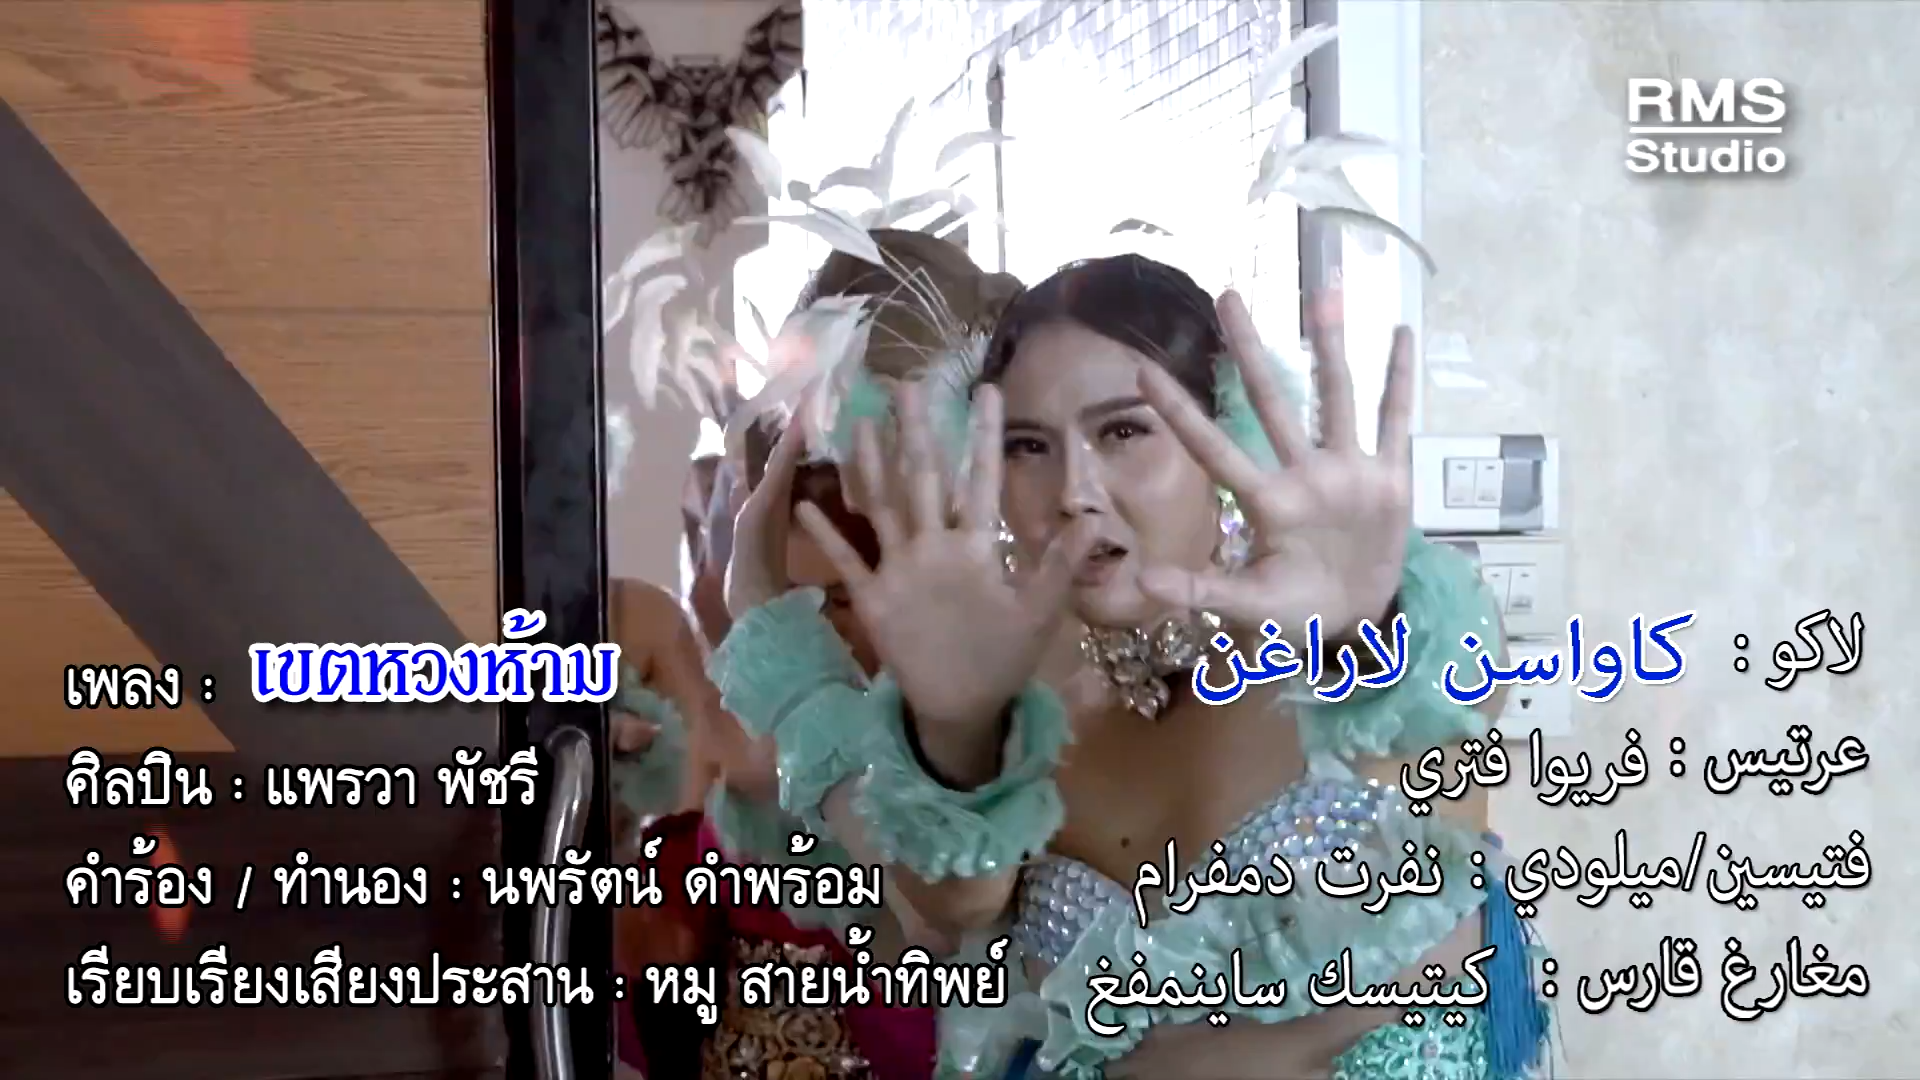 RMS
Studio
เพลง : เขตหวงห้าม
لاكو : كاواسن لاراغن
ศิลปิน : แพรวา พัชรี
عرتيس : فريوا فتري
คำร้อง / ทำนอง : นพรัตน์ ดำพร้อม
فتيسين/ميلودي : نفرت دمفرام
เรียบเรียงเสียงประสาน : หมู สายน้ำทิพย์
مغارغ قارس : كيتيسك ساينمفغ